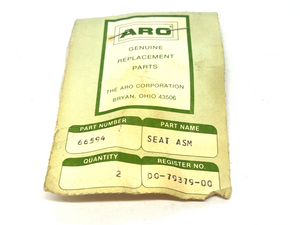 ARO
GENUINE
REPLACEMENT
PARTS
THE ARO CORPORATION
BRYAN, OHIO 43506
PART NUMBER PART NAME
66594 SEAT ASM
QUANTITY REGISTER NO.
2 00-79379-00